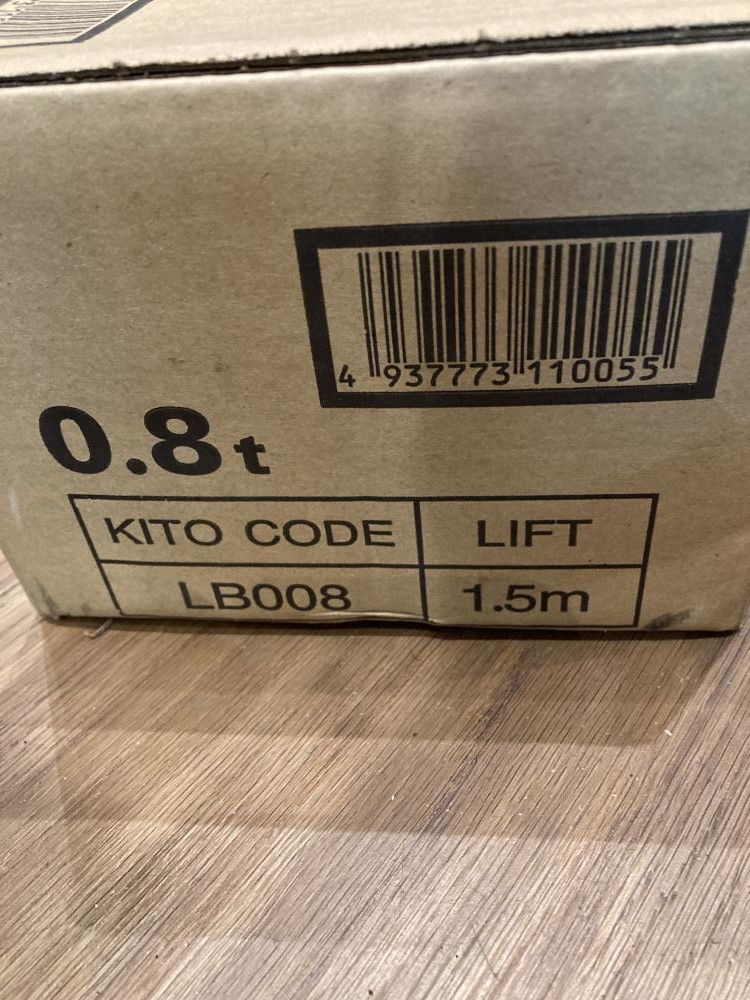 4 937773 110055
0.8t
KITO CODE LIFT
LB008 1.5m